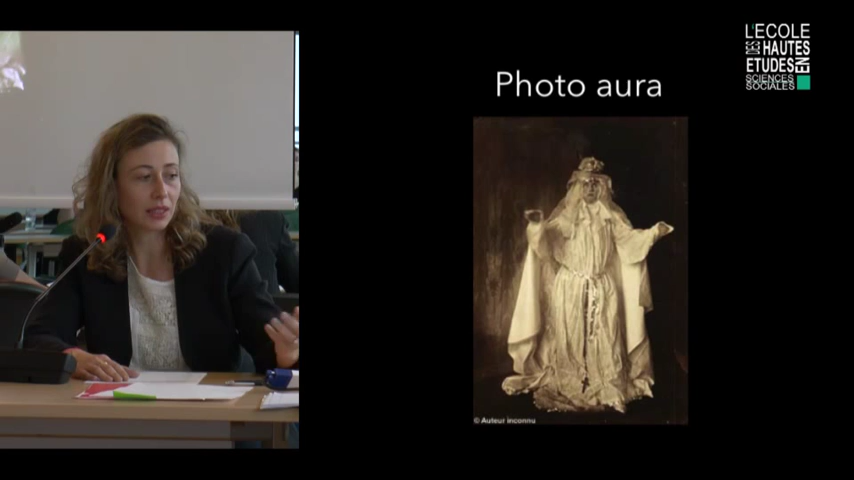 L'ECOLE
DES HAUTES
ETUDES EN
SCIENCES
SOCIALES
Photo aura
© Auteur inconnu